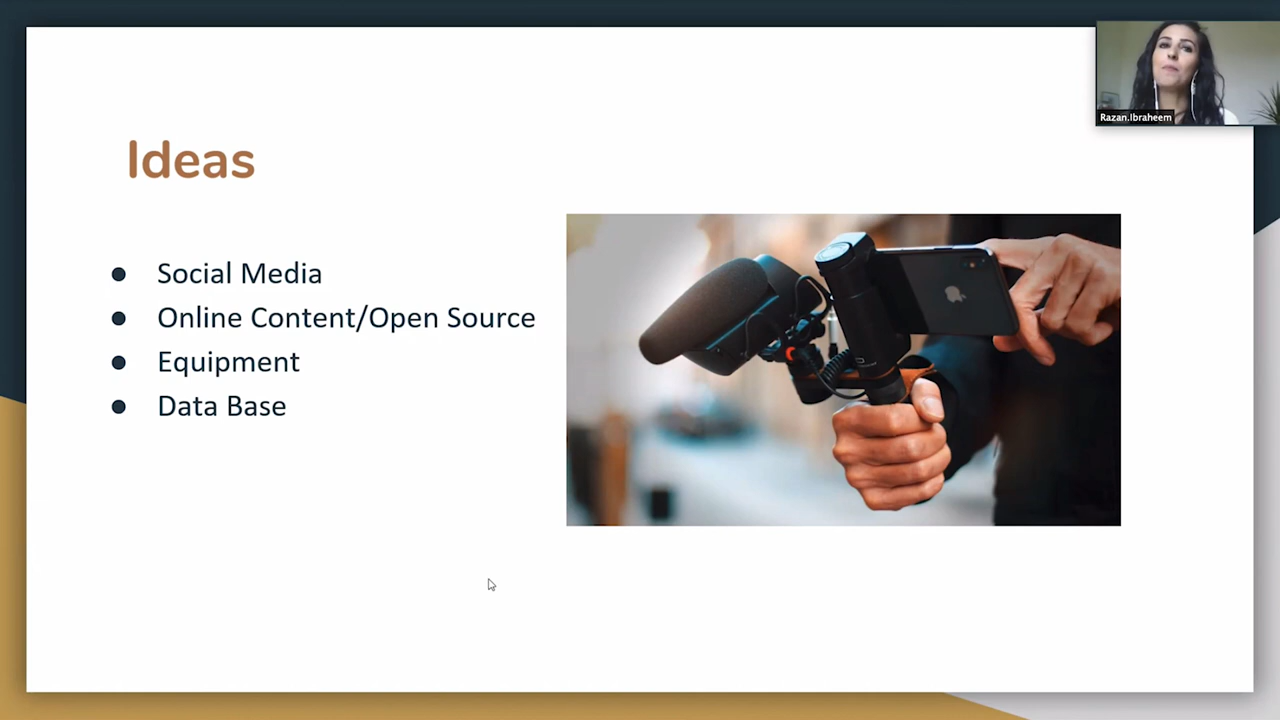 Razan.Ibraheem
Ideas
Social Media
Online Content/Open Source
Equipment
Data Base